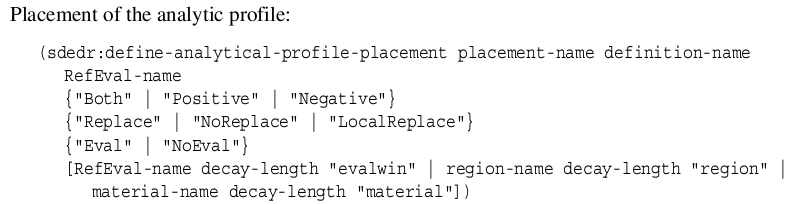 Placement of the analytic profile:
(sdedr:define-analytical-profile-placement placement-name definition-name
RefEval-name
{"Both" | "Positive" | "Negative"}
{"Replace" | "NoReplace" | "LocalReplace"}
{"Eval" | "NoEval"}
[RefEval-name decay-length "evalwin" | region-name decay-length "region" |
material-name decay-length "material"])